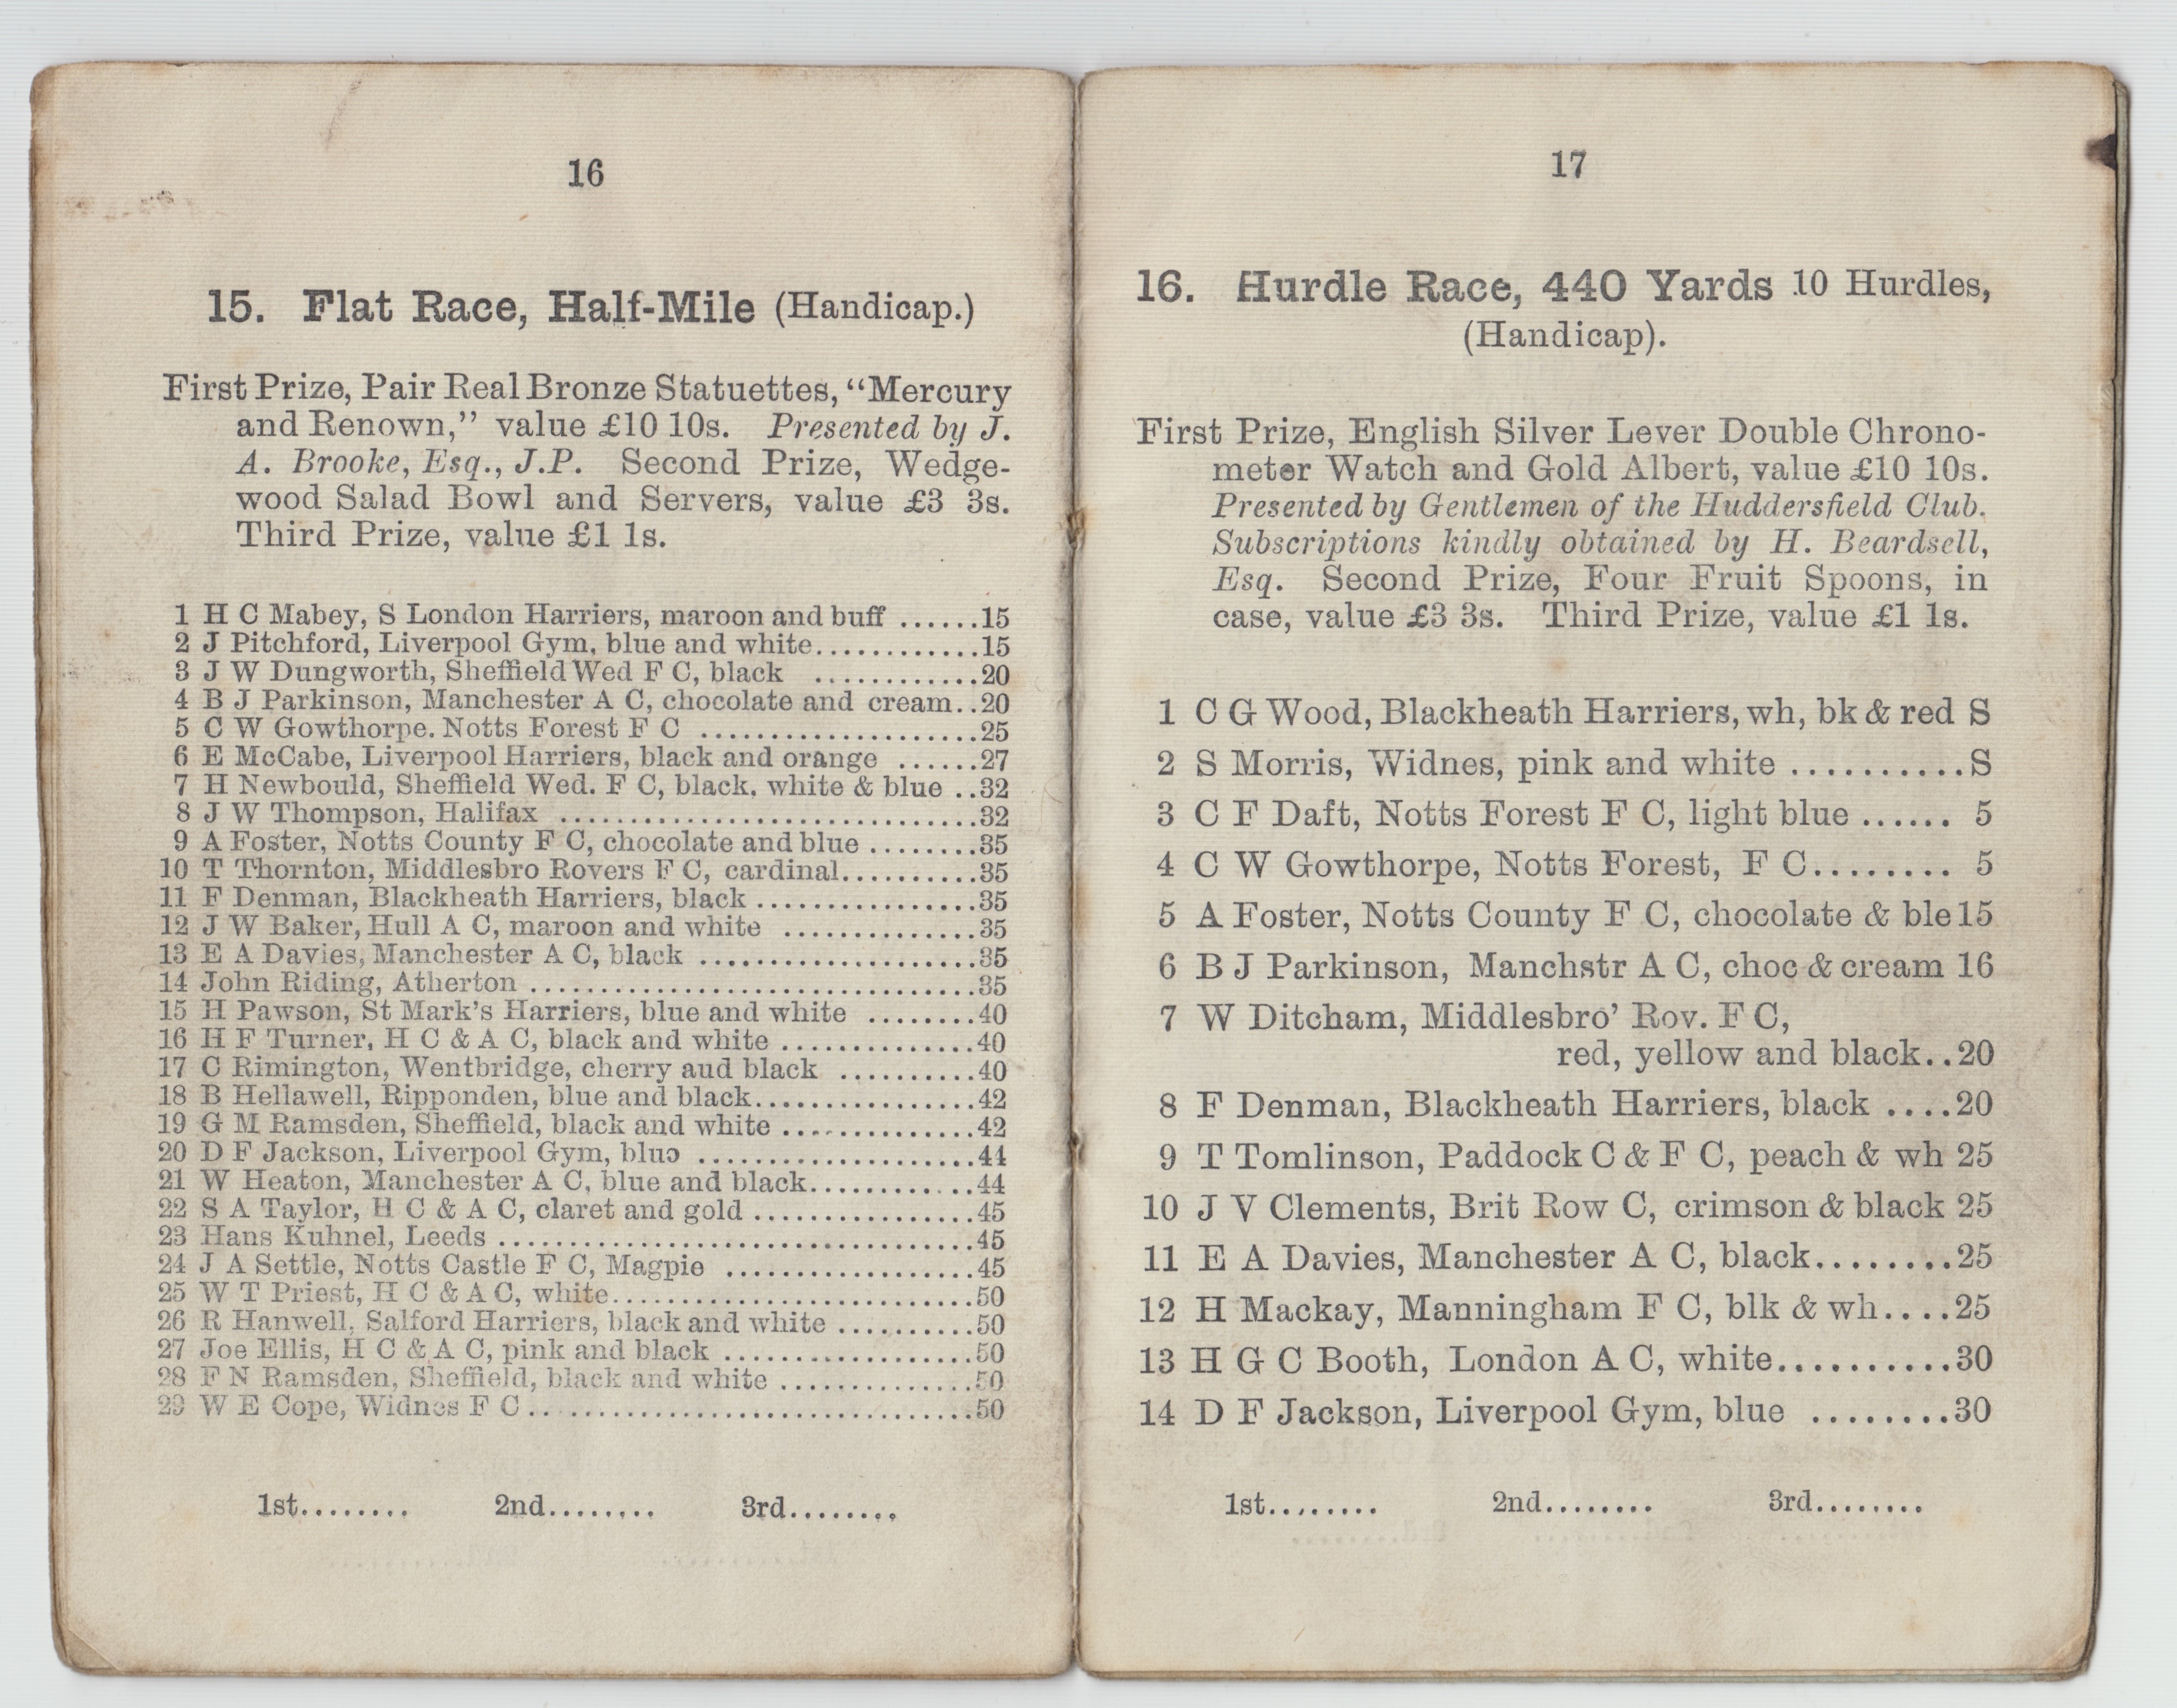 16
15. Flat Race, Half-Mile (Handicap.)
First Prize, Pair Real Bronze Statuettes, “Mercury
and Renown,” value £10 10s. Presented by J.
A. Brooke, Esq., J.P. Second Prize, Wedge-
wood Salad Bowl and Servers, value £3 3s.
Third Prize, value £1 1s.
1 H C Mabey, S London Harriers, maroon and buff ......15
2 J Pitchford, Liverpool Gym, blue and white............15
3 J W Dungworth, Sheffield Wed F C, black ............20
4 B J Parkinson, Manchester A C, chocolate and cream..20
5 C W Gowthorpe. Notts Forest F C ....................25
6 E McCabe, Liverpool Harriers, black and orange ......27
7 H Newbould, Sheffield Wed. F C, black, white & blue ..32
8 J W Thompson, Halifax ..............................32
9 A Foster, Notts County F C, chocolate and blue ........35
10 T Thornton, Middlesbro Rovers F C, cardinal..........35
11 F Denman, Blackheath Harriers, black ................35
12 J W Baker, Hull A C, maroon and white ..............35
13 E A Davies, Manchester A C, black ....................35
14 John Riding, Atherton ................................35
15 H Pawson, St Mark's Harriers, blue and white ........40
16 H F Turner, H C & A C, black and white ..............40
17 C Rimington, Wentbridge, cherry aud black ..........40
18 B Hellawell, Ripponden, blue and black................42
19 G M Ramsden, Sheffield, black and white ..............42
20 D F Jackson, Liverpool Gym, blue ....................44
21 W Heaton, Manchester A C, blue and black............44
22 S A Taylor, H C & A C, claret and gold ................45
23 Hans Kuhnel, Leeds ..................................45
24 J A Settle, Notts Castle F C, Magpie ..................45
25 W T Priest, H C & A C, white..........................50
26 R Hanwell, Salford Harriers, black and white ..........50
27 Joe Ellis, H C & A C, pink and black ..................50
28 F N Ramsden, Sheffield, black and white ..............50
29 W E Cope, Widnes F C................................50
1st........ 2nd........ 3rd........
17
16. Hurdle Race, 440 Yards 10 Hurdles,
(Handicap).
First Prize, English Silver Lever Double Chrono-
meter Watch and Gold Albert, value £10 10s.
Presented by Gentlemen of the Huddersfield Club.
Subscriptions kindly obtained by H. Beardsell,
Esq. Second Prize, Four Fruit Spoons, in
case, value £3 3s. Third Prize, value £1 1s.
1 C G Wood, Blackheath Harriers, wh, bk & red S
2 S Morris, Widnes, pink and white ..........S
3 C F Daft, Notts Forest F C, light blue ...... 5
4 C W Gowthorpe, Notts Forest, F C........ 5
5 A Foster, Notts County F C, chocolate & ble 15
6 B J Parkinson, Manchstr A C, choc & cream 16
7 W Ditcham, Middlesbro' Rov. F C,
red, yellow and black..20
8 F Denman, Blackheath Harriers, black ....20
9 T Tomlinson, Paddock C & F C, peach & wh 25
10 J V Clements, Brit Row C, crimson & black 25
11 E A Davies, Manchester A C, black........25
12 H Mackay, Manningham F C, blk & wh....25
13 H G C Booth, London A C, white..........30
14 D F Jackson, Liverpool Gym, blue ........30
1st........ 2nd........ 3rd........